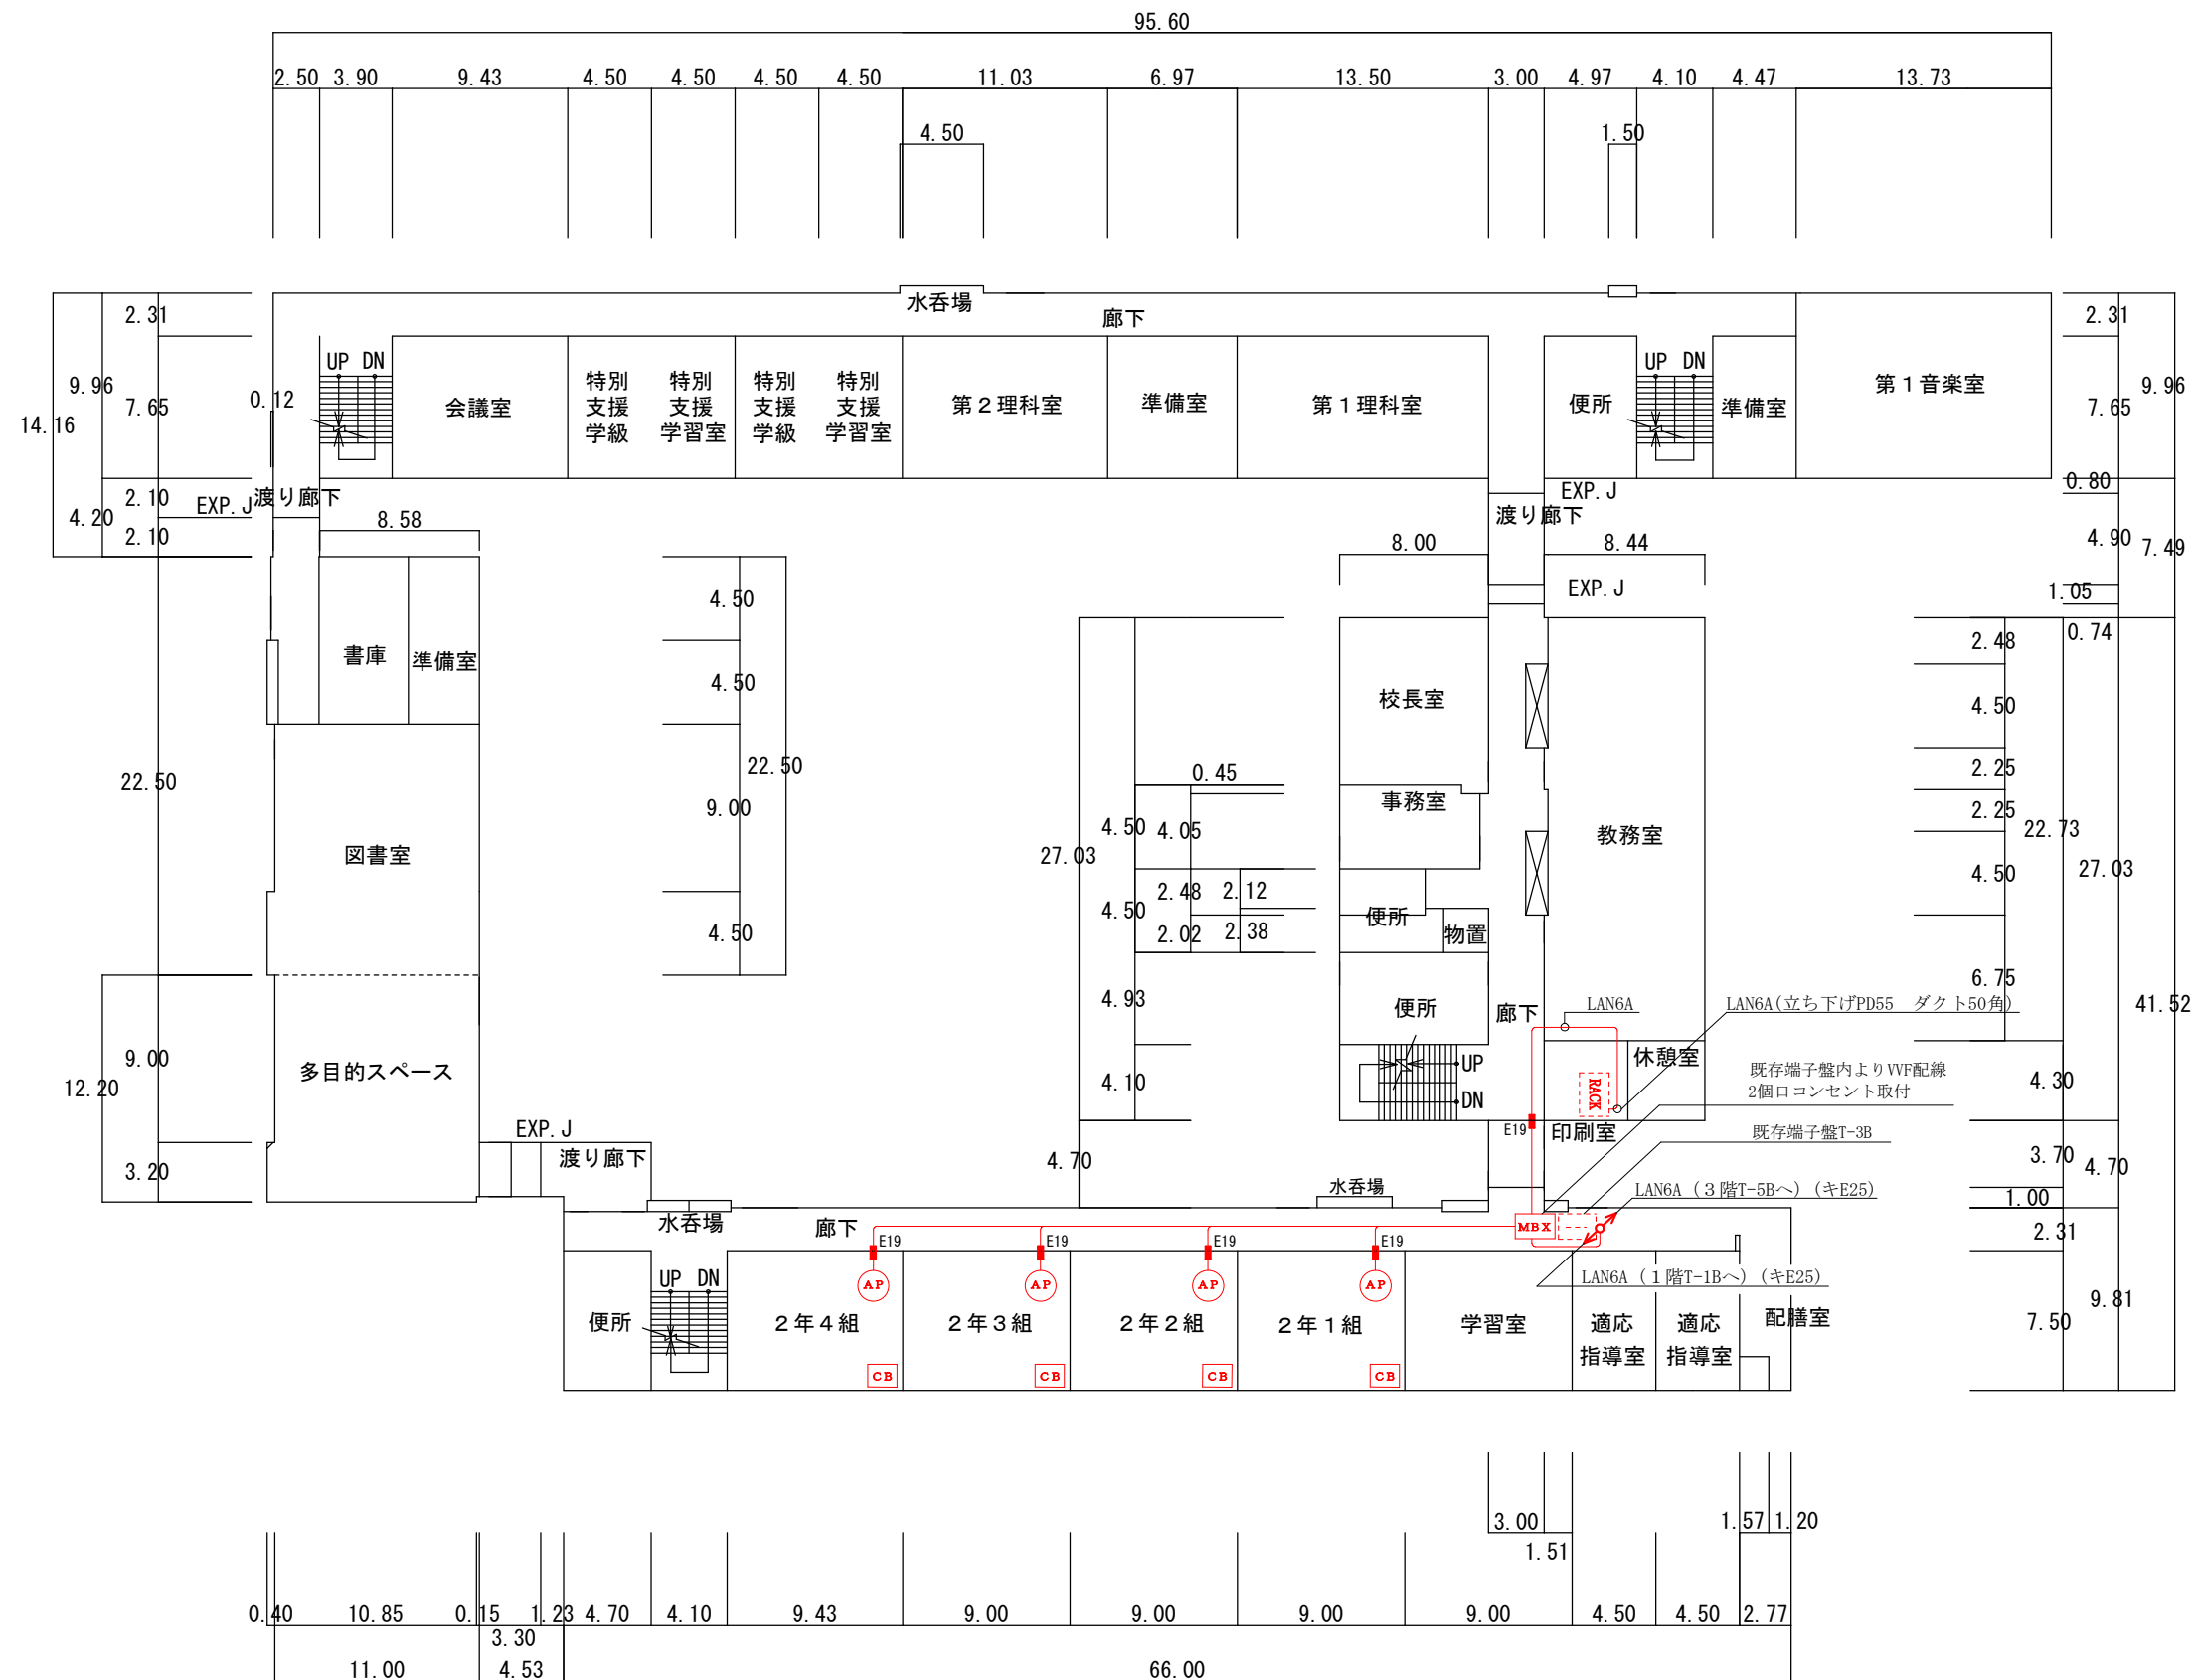 95.60
2.50 3.90 9.43 4.50 4.50 4.50 4.50 11.03 6.97 13.50 3.00 4.97 4.10 4.47 13.73
4.50 1.50
水呑場
廊下
2.31
9.96
7.65
14.16
0.12
2.10
4.20
2.10
UP DN
会議室
特別
支援
学級
特別
支援
学習室
特別
支援
学級
特別
支援
学習室
第２理科室
準備室
第１理科室
便所
UP DN
準備室
第１音楽室
2.31
9.96
7.65
0.80
4.90
7.49
1.05
0.74
EXP.J
渡り廊下
8.58
EXP.J
渡り廊下
8.00
8.44
EXP.J
書庫
準備室
22.50
図書室
4.50
4.50
22.50
9.00
4.50
多目的スペース
9.00
12.20
3.20
校長室
0.45
事務室
4.50 4.05
27.03
4.50
2.48 2.12
2.02 2.38
便所
物置
4.93
便所
4.10
UP
DN
4.70
教務室
2.48
4.50
2.25
2.25
22.73
4.50
27.03
6.75
41.52
廊下
LAN6A
LAN6A(立ち下げPD55　ダクト50角)
休憩室
RACK
既存端子盤内よりVVF配線
2個口コンセント取付
4.30
E19
印刷室
既存端子盤T-3B
3.70
4.70
1.00
EXP.J
渡り廊下
水呑場
水呑場
廊下
LAN6A（３階T-5Bへ）(キE25)
MBX
2.31
E19 E19 E19 E19
AP AP AP AP
LAN6A（１階T-1Bへ）(キE25)
9.81
7.50
便所
UP DN
２年４組
２年３組
２年２組
２年１組
学習室
適応
指導室
適応
指導室
配膳室
CB CB CB CB
3.00 1.57 1.20
1.51
0.40 10.85 0.15 1.23 4.70 4.10 9.43 9.00 9.00 9.00 9.00 4.50 4.50 2.77
3.30
11.00 4.53 66.00